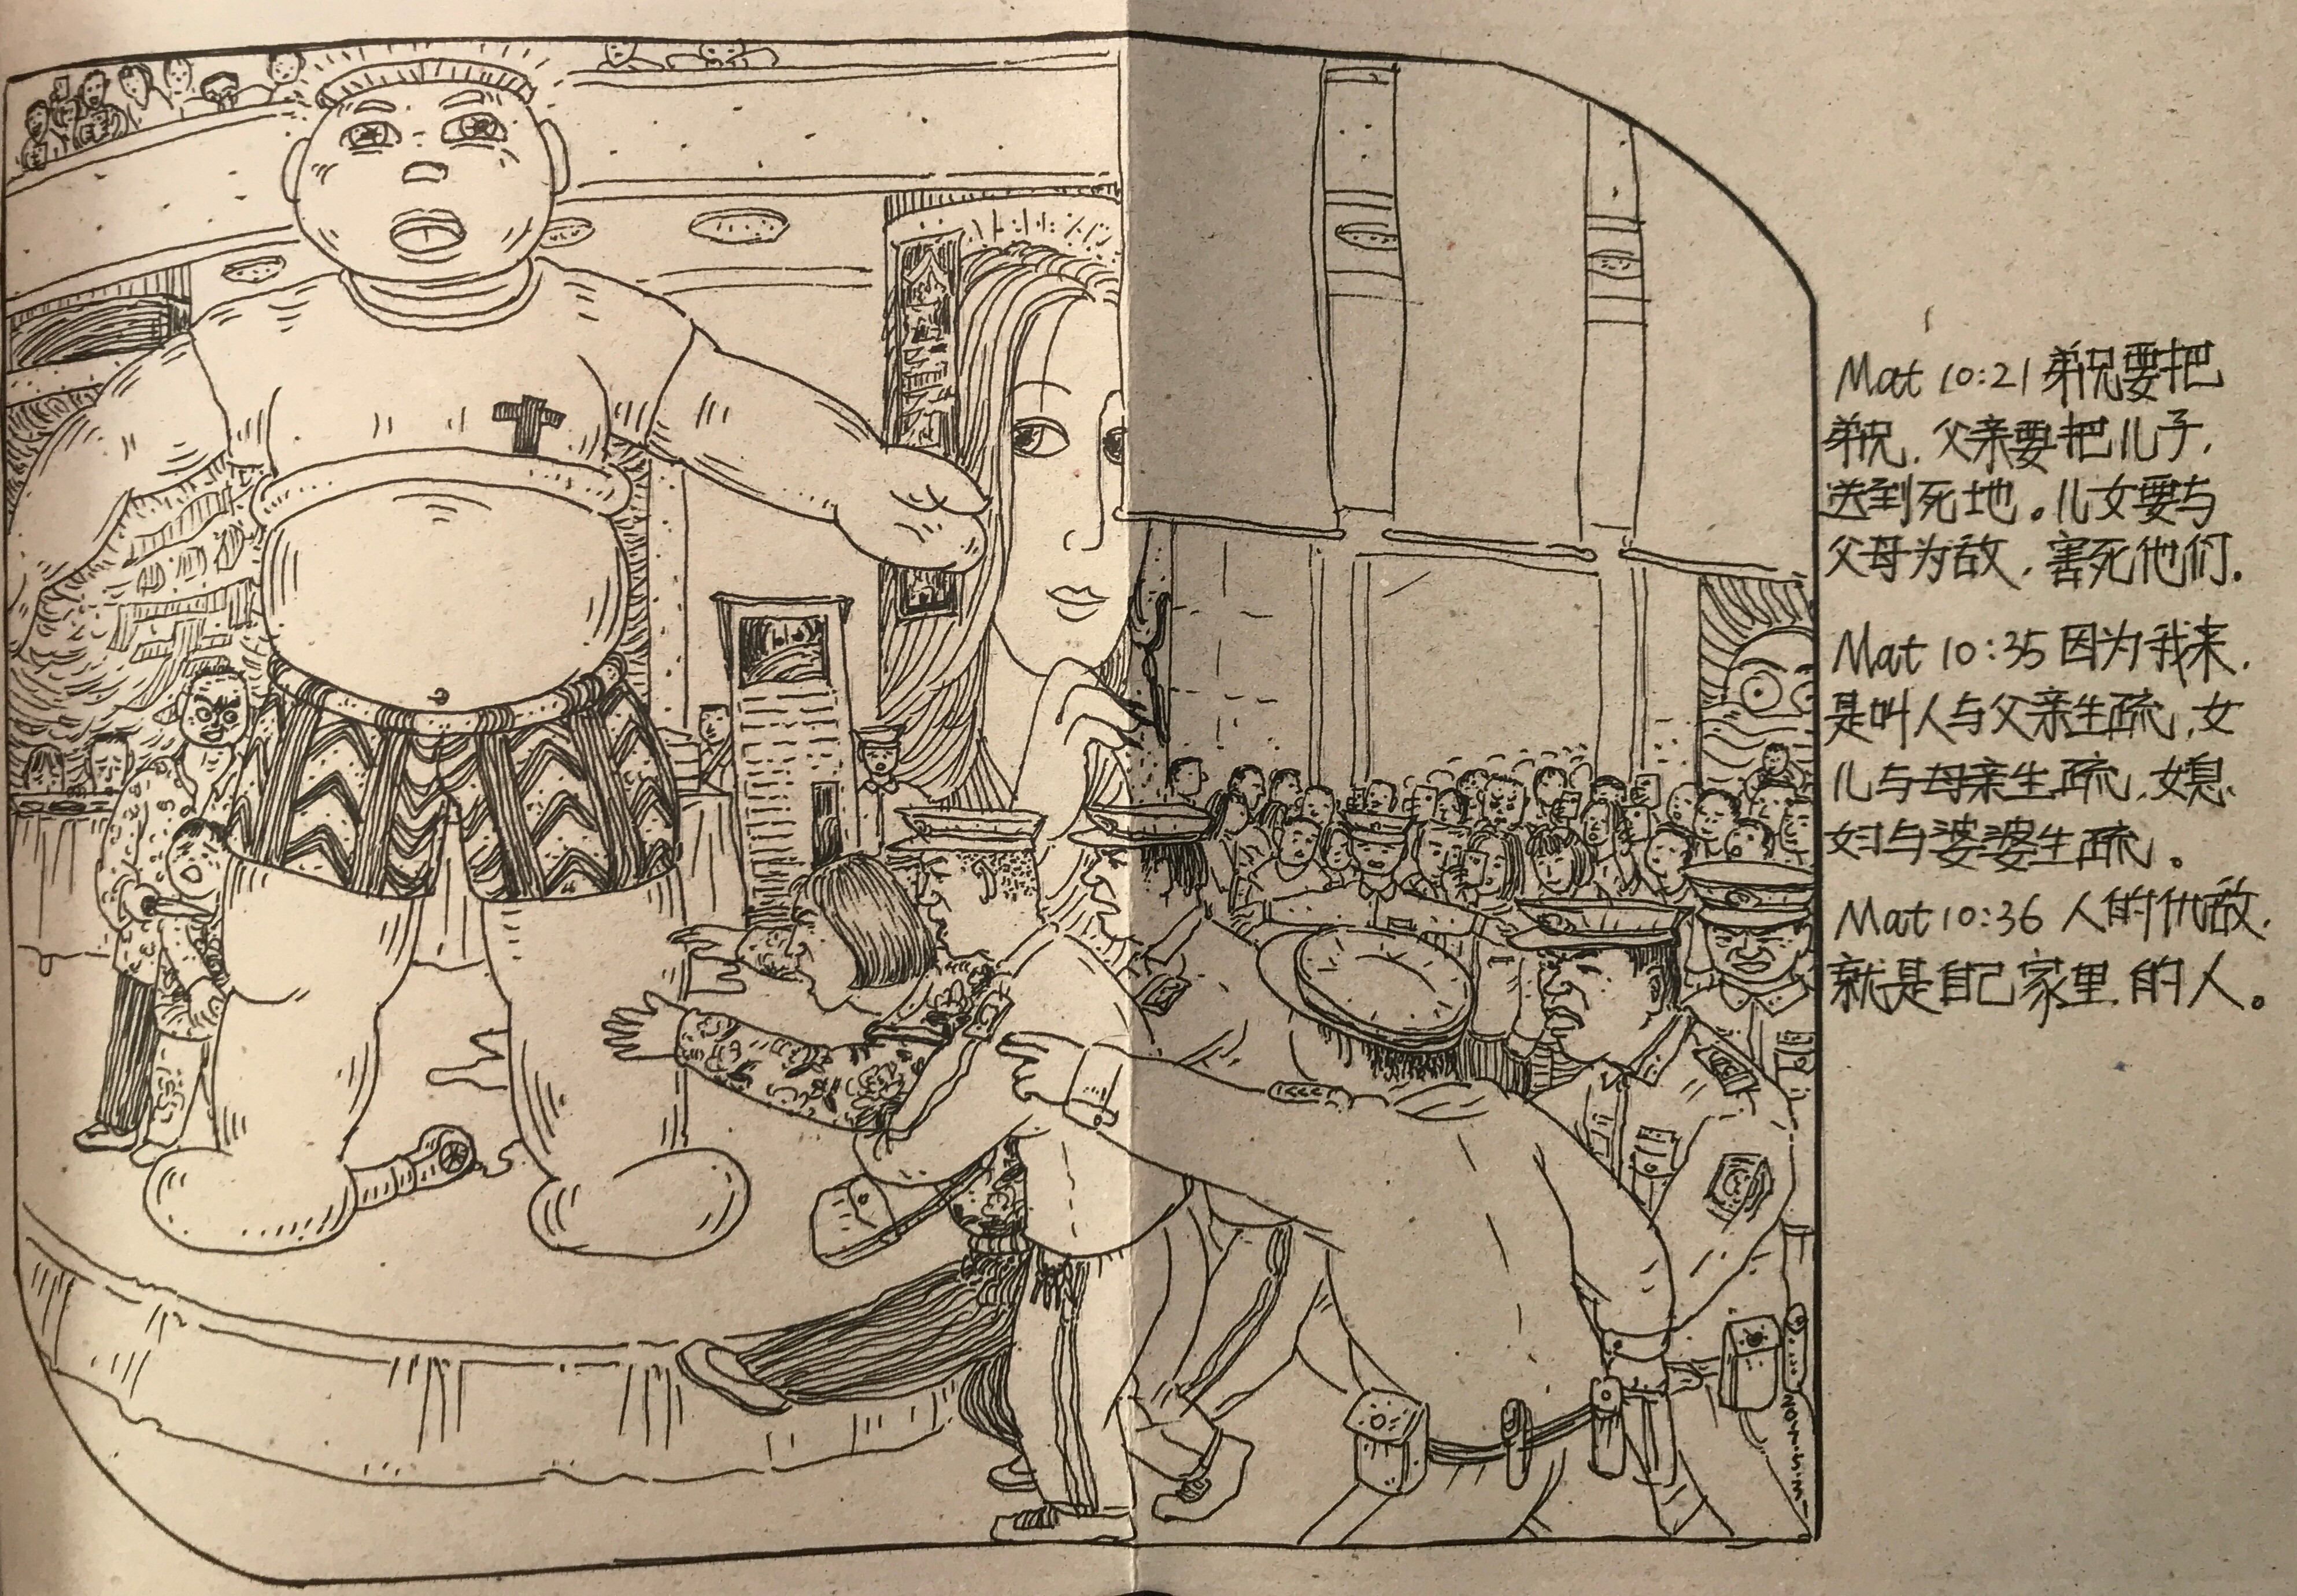 Mat 10:21 弟兄要把
弟兄，父亲要把儿子，
送到死地。儿女要与
父母为敌，害死他们。
Mat 10:35 因为我来，
是叫人与父亲生疏，女
儿与母亲生疏，媳
妇与婆婆生疏。
Mat 10:36 人的仇敌，
就是自己家里的人。